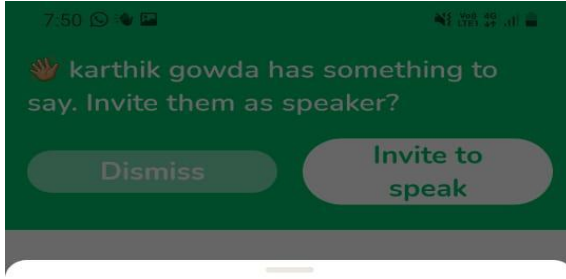 7:50
karthik gowda has something to
say. Invite them as speaker?
Dismiss
Invite to
speak